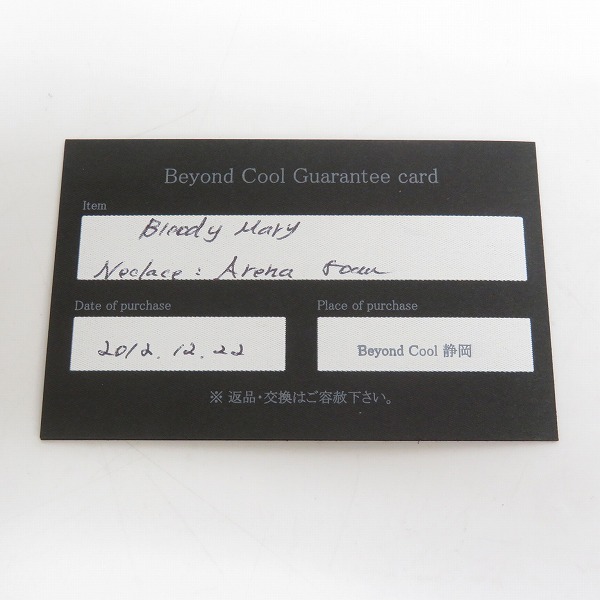 Beyond Cool Guarantee card
Item
Bloody Mary
Neclace : Arena 50cm
Date of purchase
Place of purchase
2012.12.22
Beyond Cool 静岡
※ 返品・交換はご容赦下さい。